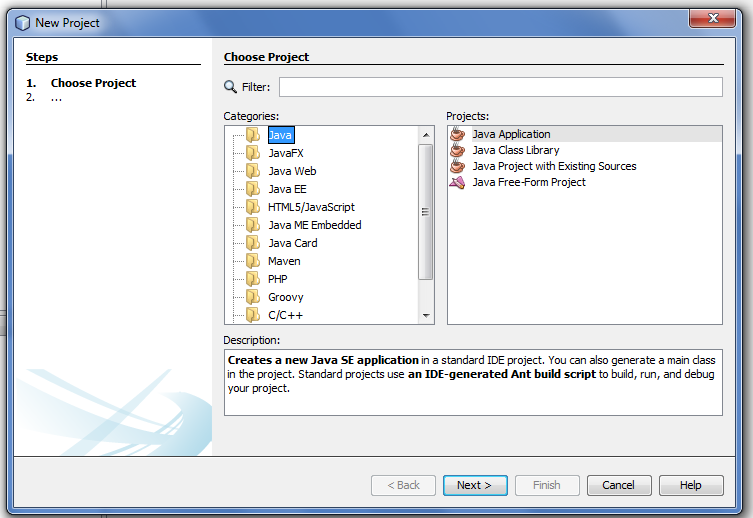 New Project
Steps
1. Choose Project
2. ...
Choose Project
Filter:
Categories:
Java
JavaFX
Java Web
Java EE
HTML5/JavaScript
Java ME Embedded
Java Card
Maven
PHP
Groovy
C/C++
Projects:
Java Application
Java Class Library
Java Project with Existing Sources
Java Free-Form Project
Description:
Creates a new Java SE application in a standard IDE project. You can also generate a main class
in the project. Standard projects use an IDE-generated Ant build script to build, run, and debug
your project.
< Back
Next >
Finish
Cancel
Help